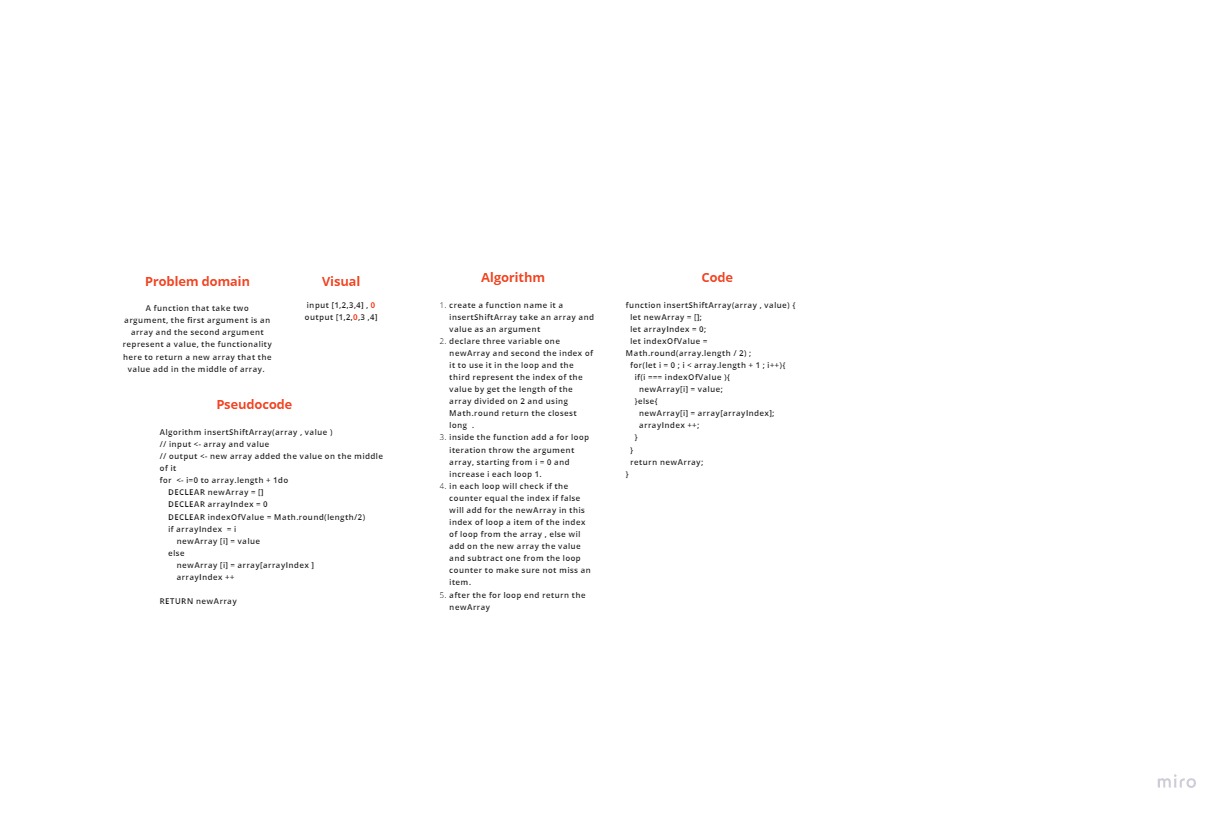 Problem domain
A function that take two
argument, the first argument is an
array and the second argument
represent a value, the functionality
here to return a new array that the
value add in the middle of array.
Visual
input [1,2,3,4] , 0
output [1,2,0,3 ,4]
Pseudocode
Algorithm insertShiftArray(array , value )
// input <- array and value
// output <- new array added the value on the middle
of it
for  <- i=0 to array.length + 1do
DECLEAR newArray = []
DECLEAR arrayIndex = 0
DECLEAR indexOfValue = Math.round(length/2)
if arrayIndex  = i
newArray [i] = value
else
newArray [i] = array[arrayIndex ]
arrayIndex ++
RETURN newArray
Algorithm
1. create a function name it a
insertShiftArray take an array and
value as an argument
2. declare three variable one
newArray and second the index of
it to use it in the loop and the
third represent the index of the
value by get the length of the
array divided on 2 and using
Math.round return the closest
long  .
3. inside the function add a for loop
iteration throw the argument
array, starting from i = 0 and
increase i each loop 1.
4. in each loop will check if the
counter equal the index if false
will add for the newArray in this
index of loop a item of the index
of loop from the array , else wil
add on the new array the value
and subtract one from the loop
counter to make sure not miss an
item.
5. after the for loop end return the
newArray
Code
function insertShiftArray(array , value) {
let newArray = [];
let arrayIndex = 0;
let indexOfValue =
Math.round(array.length / 2) ;
for(let i = 0 ; i < array.length + 1 ; i++){
if(i === indexOfValue ){
newArray[i] = value;
}else{
newArray[i] = array[arrayIndex];
arrayIndex ++;
}
}
return newArray;
}
miro